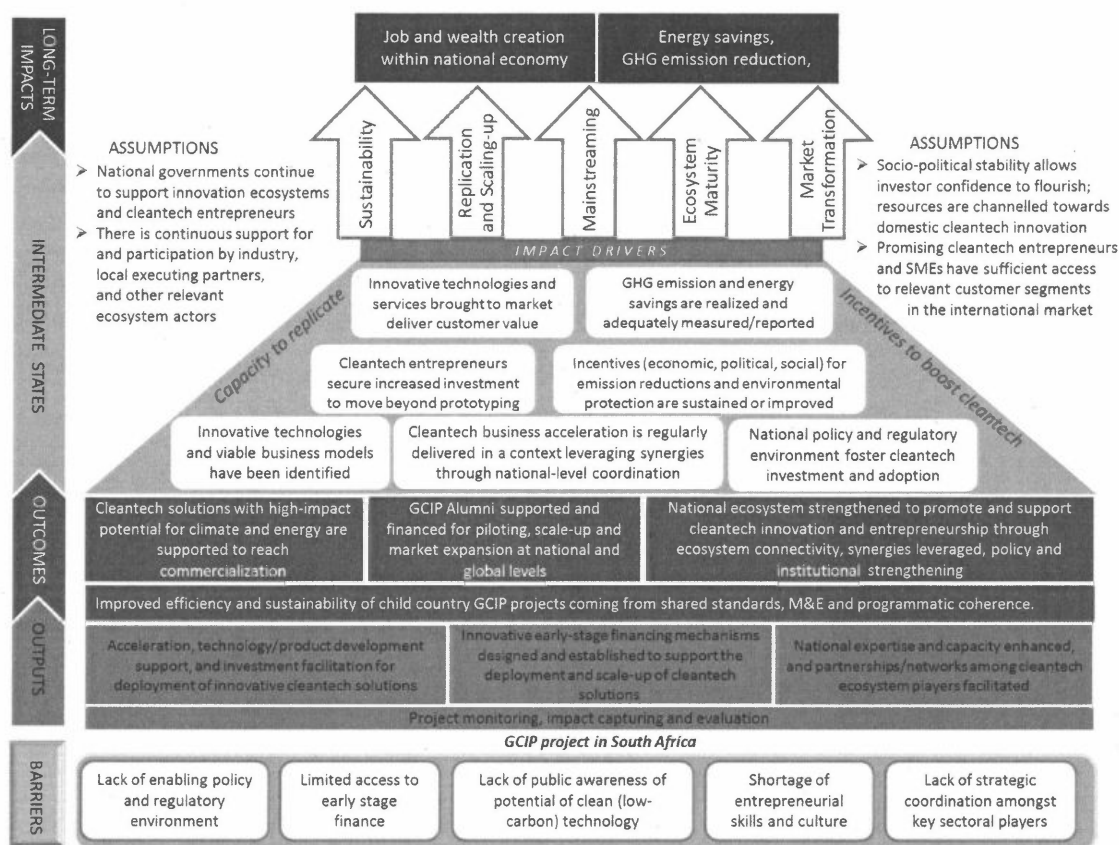 LONG-TERM
IMPACTS
Job and wealth creation
within national economy
Energy savings,
GHG emission reduction,
Sustainability
Replication
and Scaling-up
Mainstreaming
Ecosystem
Maturity
Market
Transformation
IMPACT DRIVERS
ASSUMPTIONS
➢ National governments continue
to support innovation ecosystems
and cleantech entrepreneurs
➢ There is continuous support for
and participation by industry,
local executing partners,
and other relevant
ecosystem actors
ASSUMPTIONS
➢ Socio-political stability allows
investor confidence to flourish;
resources are channelled towards
domestic cleantech innovation
➢ Promising cleantech entrepreneurs
and SMEs have sufficient access
to relevant customer segments
in the international market
INTERMEDIATE
STATES
Capacity to replicate
Incentives to boost cleantech
Innovative technologies and
services brought to market
deliver customer value
GHG emission and energy
savings are realized and
adequately measured/reported
Cleantech entrepreneurs
secure increased investment
to move beyond prototyping
Incentives (economic, political, social) for
emission reductions and environmental
protection are sustained or improved
Innovative technologies
and viable business models
have been identified
Cleantech business acceleration is regularly
delivered in a context leveraging synergies
through national-level coordination
National policy and regulatory
environment foster cleantech
investment and adoption
OUTCOMES
Cleantech solutions with high-impact
potential for climate and energy are
supported to reach
commercialization
GCIP Alumni supported and
financed for piloting, scale-up and
market expansion at national and
global levels
National ecosystem strengthened to promote and support
cleantech innovation and entrepreneurship through
ecosystem connectivity, synergies leveraged, policy and
institutional strengthening
Improved efficiency and sustainability of child country GCIP projects coming from shared standards, M&E and programmatic coherence.
OUTPUTS
Acceleration, technology/product development
support, and investment facilitation for
deployment of innovative cleantech solutions
Innovative early-stage financing mechanisms
designed and established to support the
deployment and scale-up of cleantech
solutions
National expertise and capacity enhanced,
and partnerships/networks among cleantech
ecosystem players facilitated
Project monitoring, impact capturing and evaluation
GCIP project in South Africa
BARRIERS
Lack of enabling policy
and regulatory
environment
Limited access to
early stage
finance
Lack of public awareness of
potential of clean (low-
carbon) technology
Shortage of
entrepreneurial
skills and culture
Lack of strategic
coordination amongst
key sectoral players